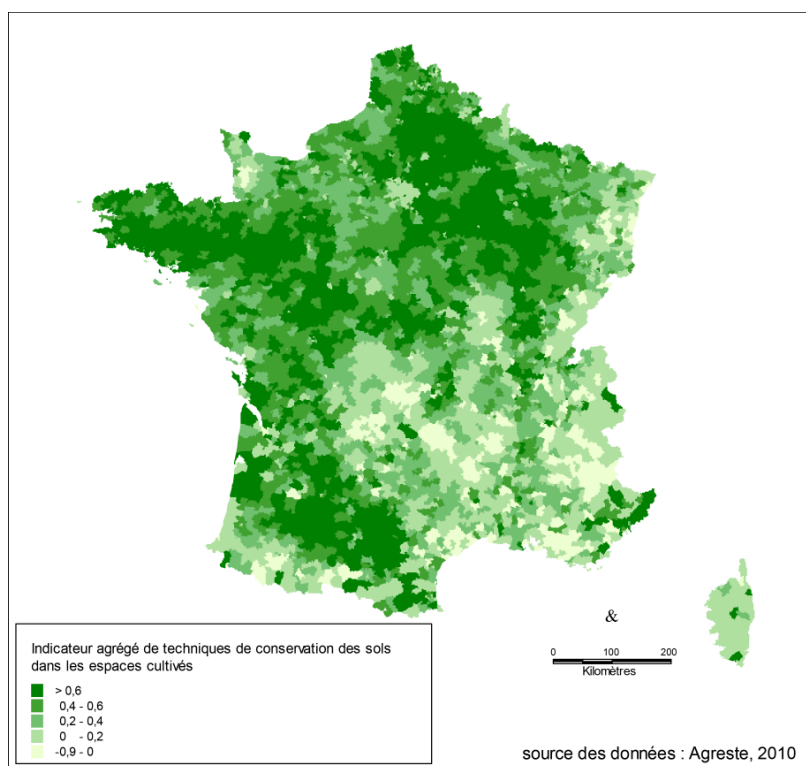 &
0 100 200
Kilomètres
Indicateur agrégé de techniques de conservation des sols
dans les espaces cultivés
> 0,6
0,4 - 0,6
0,2 - 0,4
0 - 0,2
-0,9 - 0
source des données : Agreste, 2010